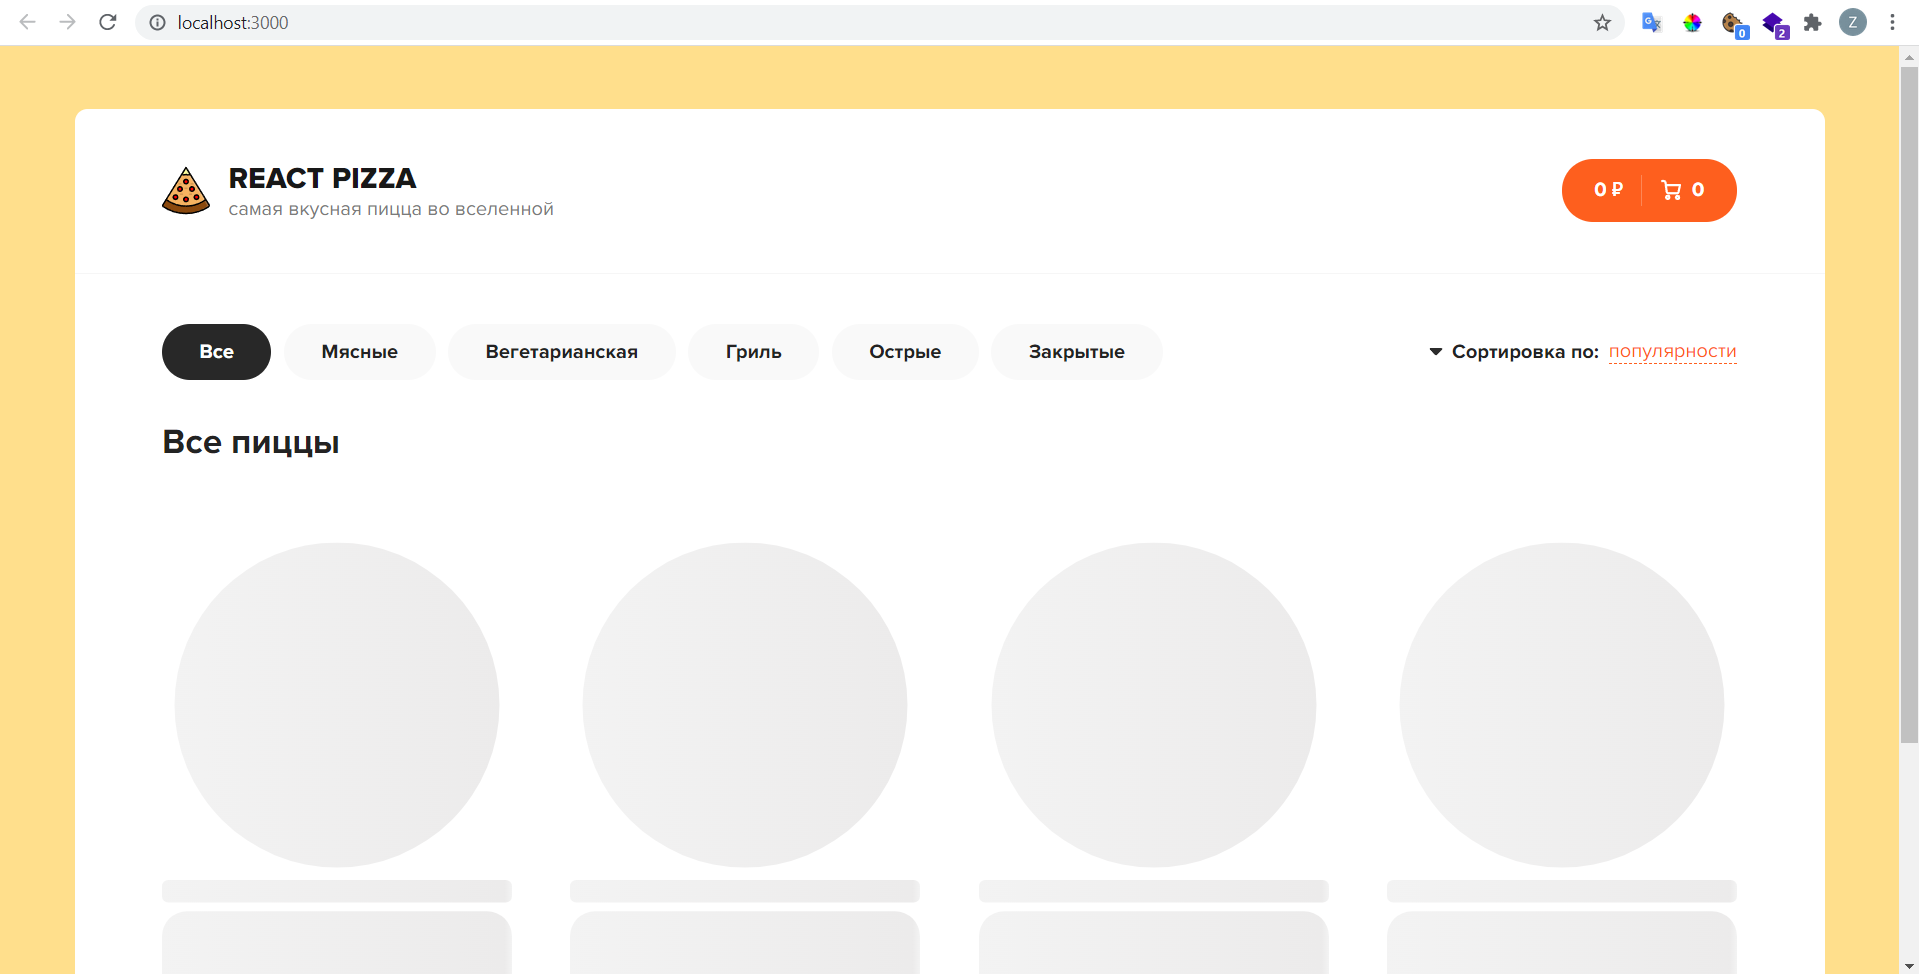 localhost:3000
0
2
Z
REACT PIZZA
самая вкусная пицца во вселенной
0 ₽ 0
Все Мясные Вегетарианская Гриль Острые Закрытые Сортировка по: популярности
Все пиццы